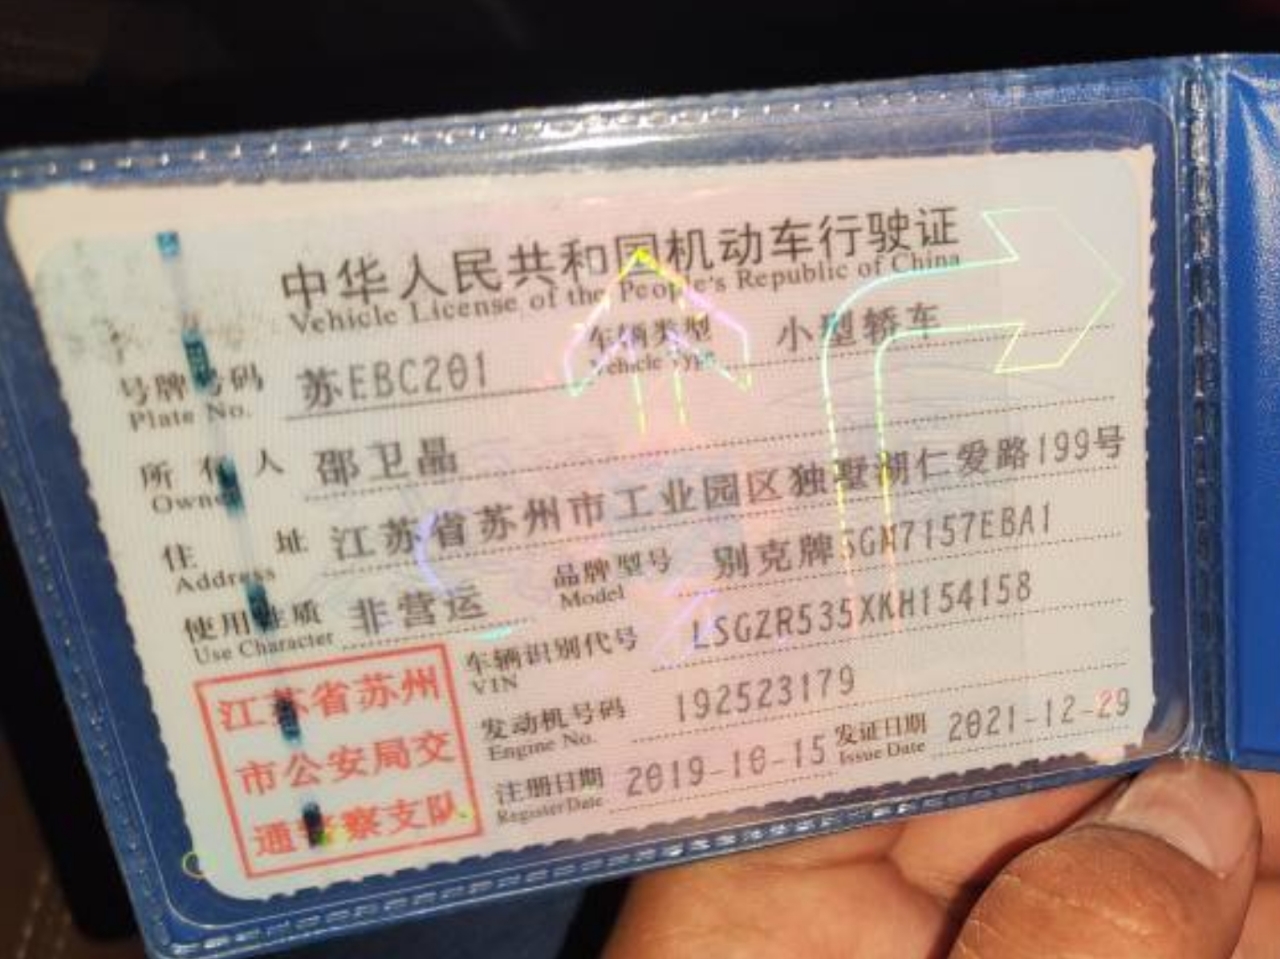 中华人民共和国机动车行驶证
Vehicle License of the People's Republic of China
号牌号码 苏EBC201 车辆类型 小型轿车
Plate No. Vehicle Type
所有人 邵卫晶
Owner
住址 江苏省苏州市工业园区独墅湖仁爱路199号
Address
使用性质 非营运 品牌型号 别克牌SGM7157EBA1
Use Character Model
车辆识别代号 LSGZR535XKH154158
VIN
发动机号码 192523179
Engine No.
注册日期 2019-10-15 发证日期 2021-12-29
Register Date Issue Date
江苏省苏州
市公安局交
通警察支队